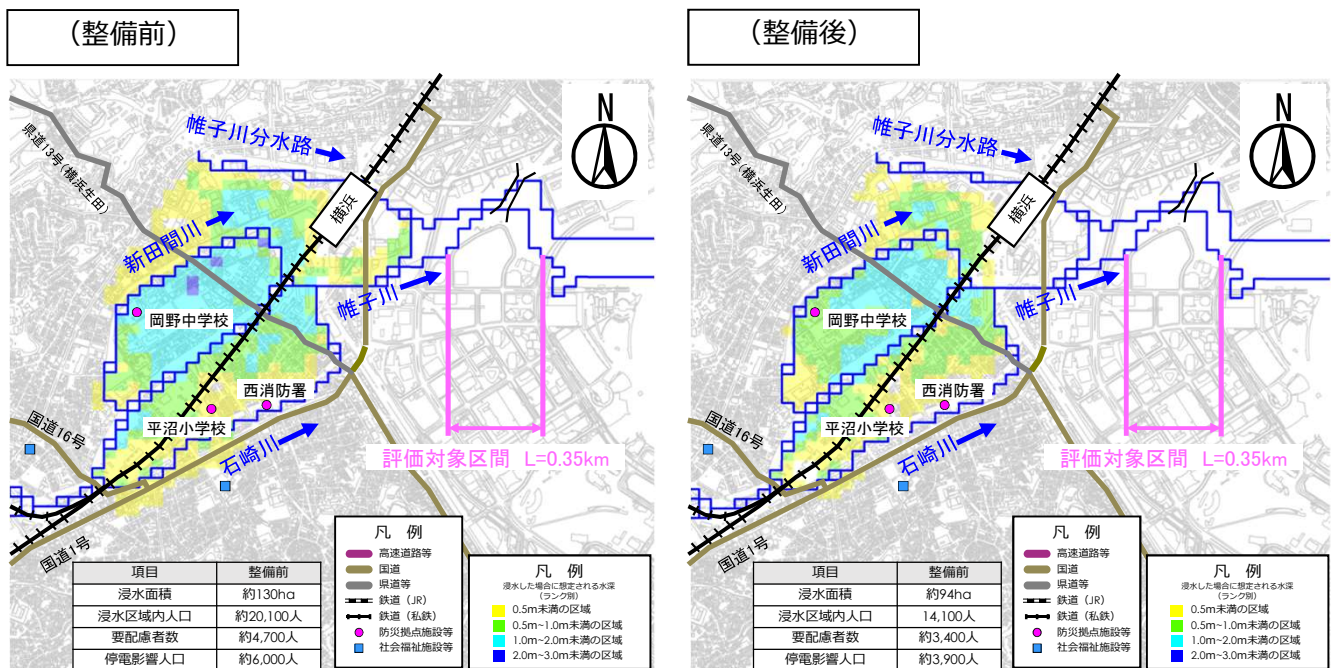 （整備前）
N
帷子川分水路
県道13号(横浜生田)
横浜
新田間川
帷子川
岡野中学校
西消防署
平沼小学校
国道16号
石崎川
評価対象区間 L=0.35km
国道1号
項目 整備前
浸水面積 約130ha
浸水区域内人口 約20,100人
要配慮者数 約4,700人
停電影響人口 約6,000人
凡 例
高速道路等
国道
県道等
鉄道（JR）
鉄道（私鉄）
防災拠点施設等
社会福祉施設等
凡 例
浸水した場合に想定される水深
（ランク別）
0.5m未満の区域
0.5m~1.0m未満の区域
1.0m~2.0m未満の区域
2.0m~3.0m未満の区域
（整備後）
N
帷子川分水路
県道13号(横浜生田)
横浜
新田間川
帷子川
岡野中学校
西消防署
平沼小学校
国道16号
石崎川
評価対象区間 L=0.35km
国道1号
項目 整備前
浸水面積 約94ha
浸水区域内人口 14,100人
要配慮者数 約3,400人
停電影響人口 約3,900人
凡 例
高速道路等
国道
県道等
鉄道（JR）
鉄道（私鉄）
防災拠点施設等
社会福祉施設等
凡 例
浸水した場合に想定される水深
（ランク別）
0.5m未満の区域
0.5m~1.0m未満の区域
1.0m~2.0m未満の区域
2.0m~3.0m未満の区域